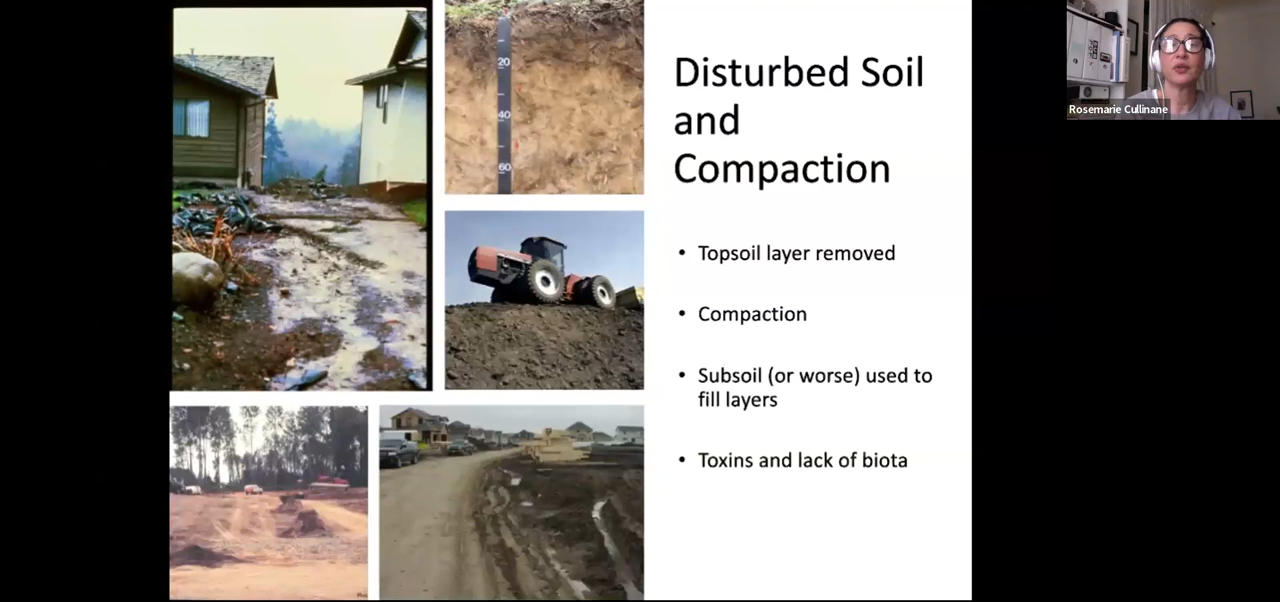 Disturbed Soil
and
Compaction
• Topsoil layer removed
• Compaction
• Subsoil (or worse) used to
fill layers
• Toxins and lack of biota
20
40
60
Rosemarie Cullinane